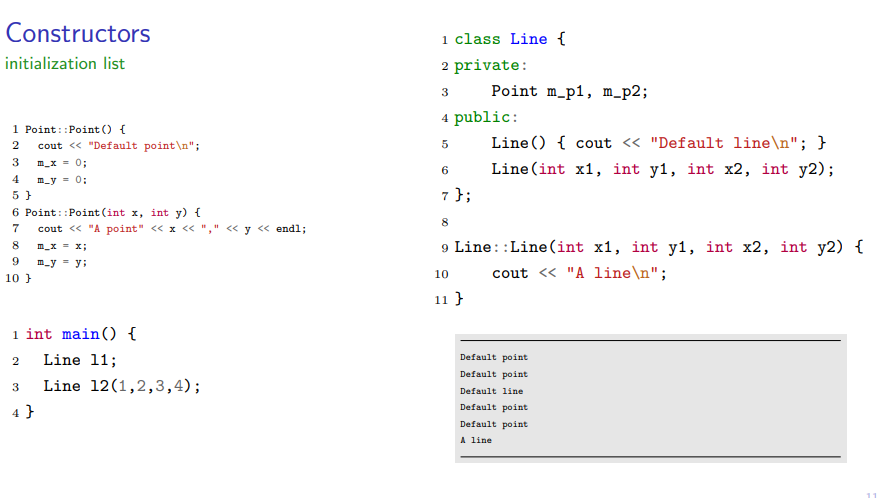 Constructors
initialization list
1 Point::Point() {
2   cout << "Default point\n";
3   m_x = 0;
4   m_y = 0;
5 }
6 Point::Point(int x, int y) {
7   cout << "A point" << x << "," << y << endl;
8   m_x = x;
9   m_y = y;
10 }
1 int main() {
2   Line l1;
3   Line l2(1,2,3,4);
4 }
1 class Line {
2 private:
3     Point m_p1, m_p2;
4 public:
5     Line() { cout << "Default line\n"; }
6     Line(int x1, int y1, int x2, int y2);
7 };
8
9 Line::Line(int x1, int y1, int x2, int y2) {
10     cout << "A line\n";
11 }
Default point
Default point
Default line
Default point
Default point
A line
11